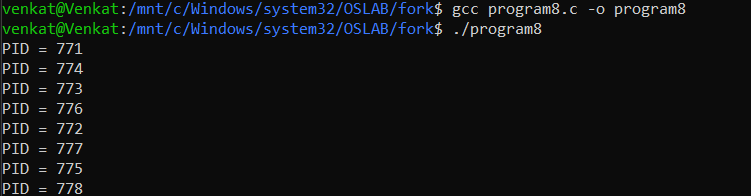 venkat@Venkat:/mnt/c/Windows/system32/OSLAB/fork$ gcc program8.c -o program8
venkat@Venkat:/mnt/c/Windows/system32/OSLAB/fork$ ./program8
PID = 771
PID = 774
PID = 773
PID = 776
PID = 772
PID = 777
PID = 775
PID = 778